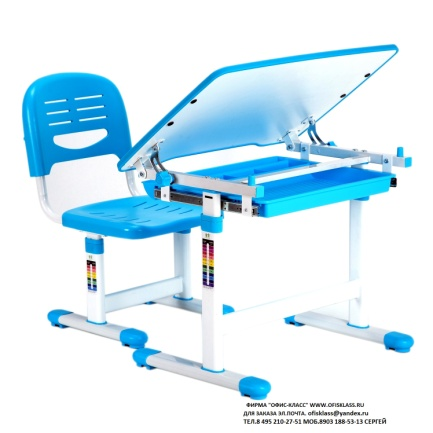 ФИРМА "ОФИС-КЛАСС" WWW.OFISKLASS.RU
ДЛЯ ЗАКАЗА ЭЛ.ПОЧТА. ofisklass@yandex.ru
ТЕЛ.8 495 210-27-51 МОБ.8903 188-53-13 СЕРГЕЙ